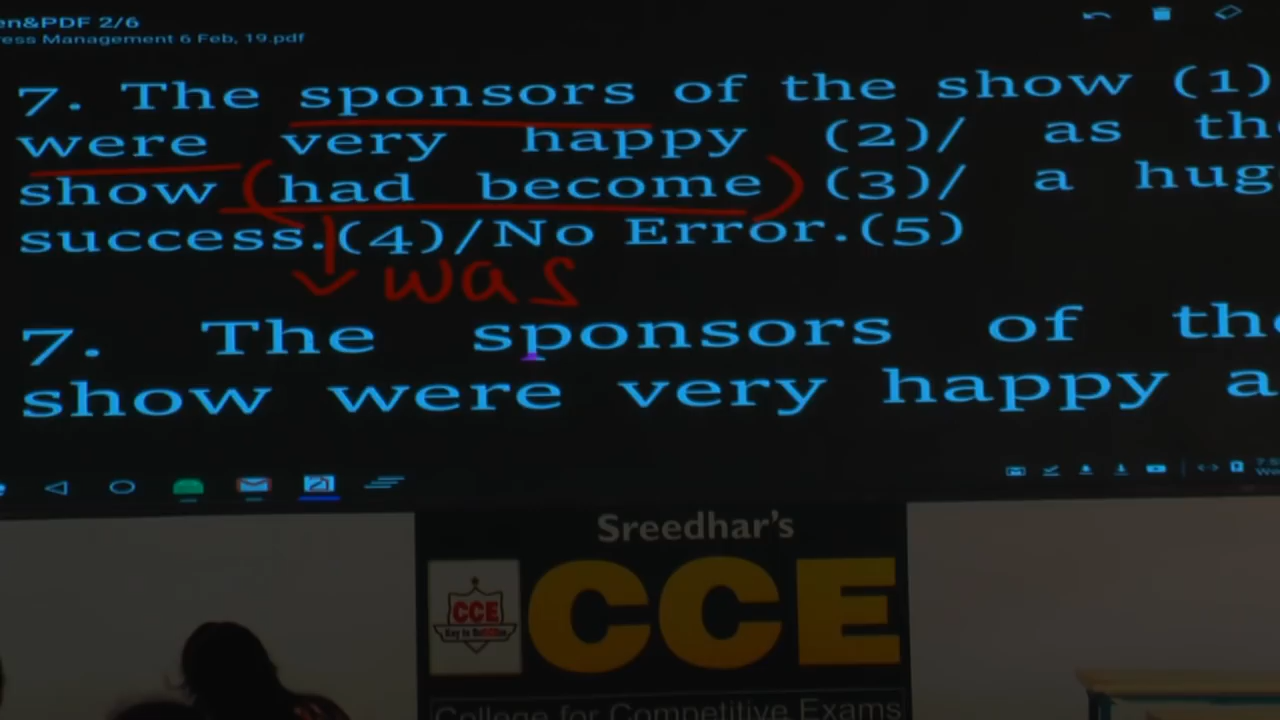 en&PDF 2/6
ess Management 6 Feb, 19.pdf
7. The sponsors of the show (1)
were very happy (2)/ as th
show (had become) (3)/ a hug
success.(4)/No Error.(5)
was
7. The sponsors of th
show were very happy a
Sreedhar's
CCE
CCE
College for Competitive Exams